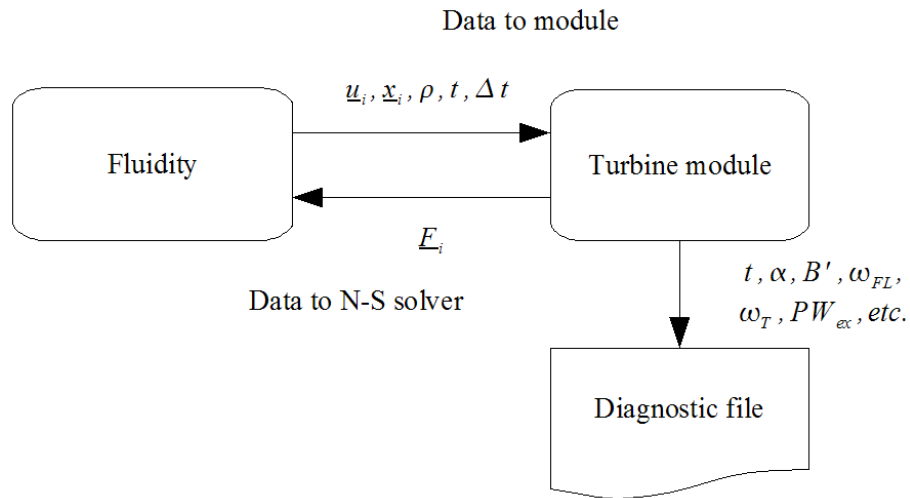 Data to module
u_i, x_i, ρ, t, Δt
Fluidity
Turbine module
F_i
Data to N-S solver
t, α, B′, ω_FL,
ω_T, PW_ex, etc.
Diagnostic file